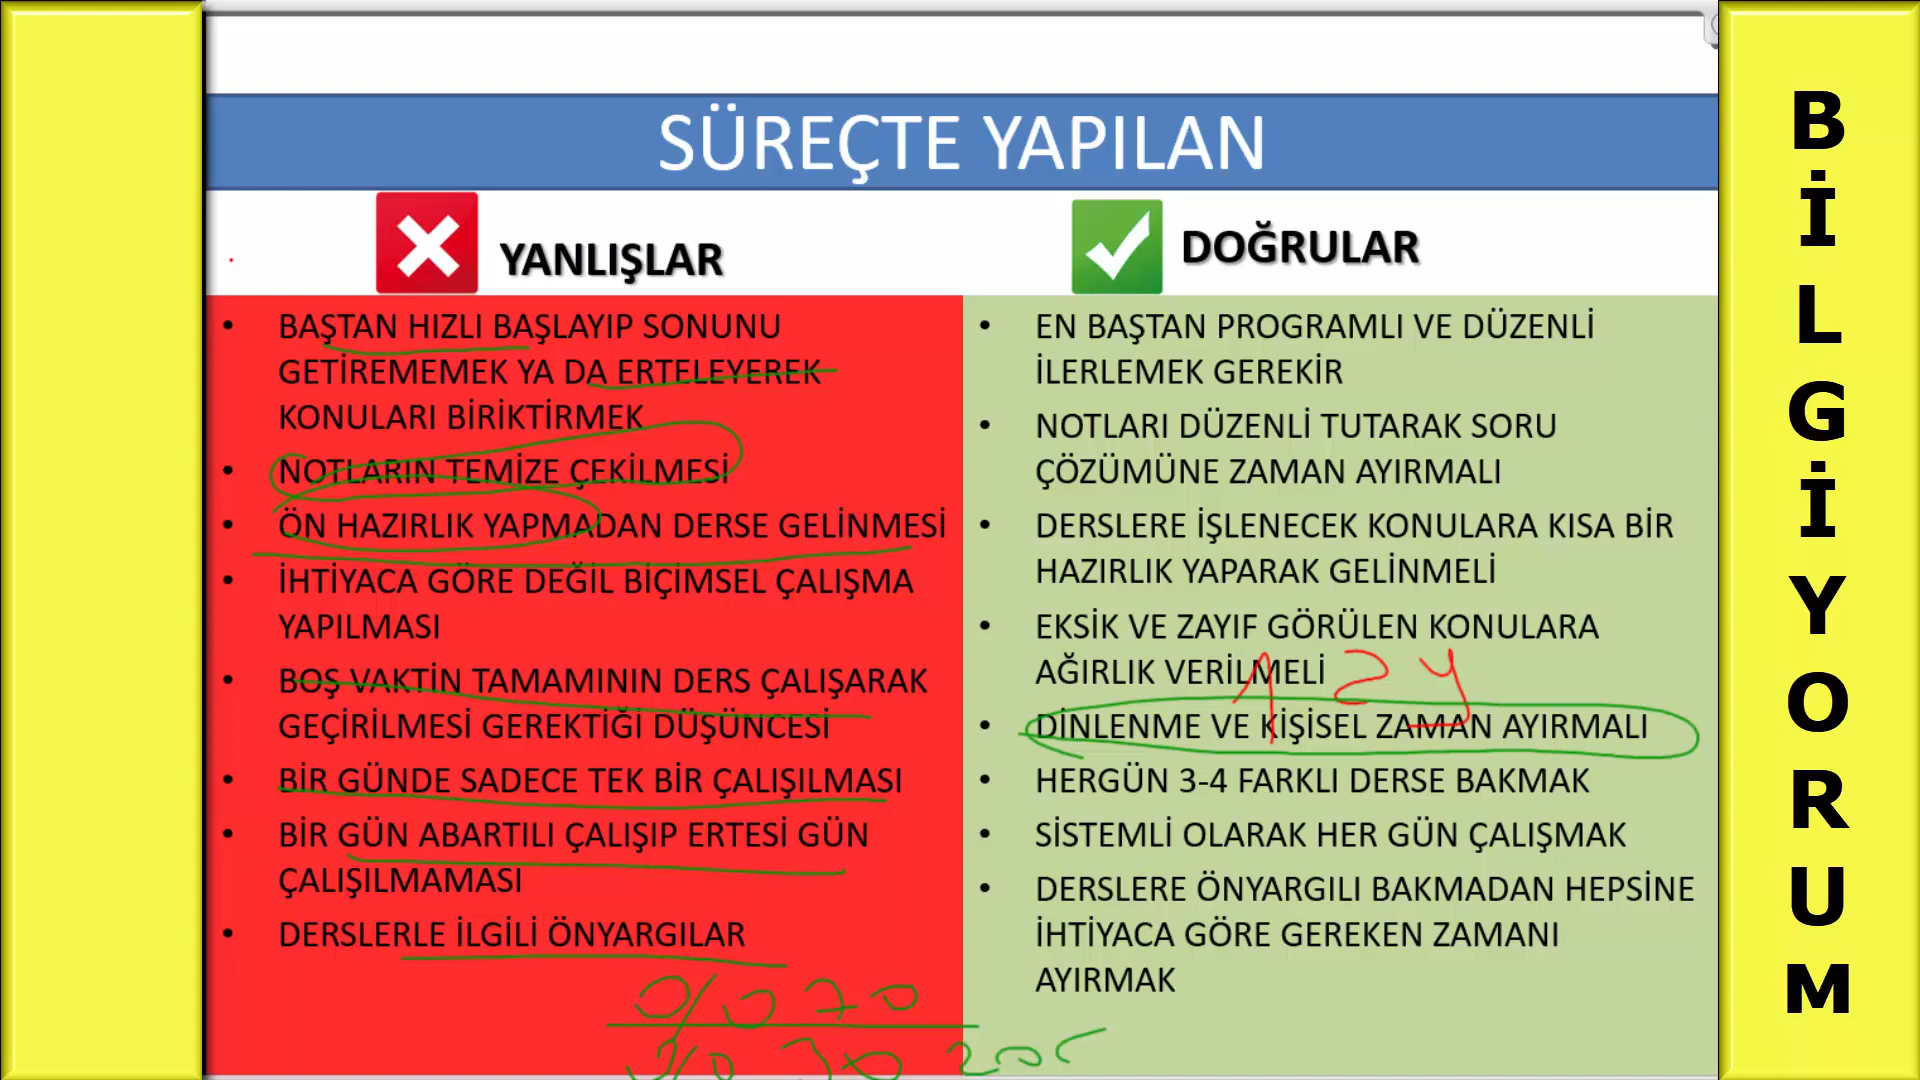 SÜREÇTE YAPILAN
YANLIŞLAR
• BAŞTAN HIZLI BAŞLAYIP SONUNU
GETİREMEMEK YA DA ERTELEYEREK
KONULARI BİRİKTİRMEK
• NOTLARIN TEMİZE ÇEKİLMESİ
• ÖN HAZIRLIK YAPMADAN DERSE GELİNMESİ
• İHTİYACA GÖRE DEĞİL BİÇİMSEL ÇALIŞMA
YAPILMASI
• BOŞ VAKTİN TAMAMININ DERS ÇALIŞARAK
GEÇİRİLMESİ GEREKTİĞİ DÜŞÜNCESİ
• BİR GÜNDE SADECE TEK BİR ÇALIŞILMASI
• BİR GÜN ABARTILI ÇALIŞIP ERTESİ GÜN
ÇALIŞILMAMASI
• DERSLERLE İLGİLİ ÖNYARGILAR
% 70
% 30
DOĞRULAR
• EN BAŞTAN PROGRAMLI VE DÜZENLİ
İLERLEMEK GEREKİR
• NOTLARI DÜZENLİ TUTARAK SORU
ÇÖZÜMÜNE ZAMAN AYIRMALI
• DERSLERE İŞLENECEK KONULARA KISA BİR
HAZIRLIK YAPARAK GELİNMELİ
• EKSİK VE ZAYIF GÖRÜLEN KONULARA
AĞIRLIK VERİLMELİ
• DİNLENME VE KİŞİSEL ZAMAN AYIRMALI
• HERGÜN 3-4 FARKLI DERSE BAKMAK
• SİSTEMLİ OLARAK HER GÜN ÇALIŞMAK
• DERSLERE ÖNYARGILI BAKMADAN HEPSİNE
İHTİYACA GÖRE GEREKEN ZAMANI
AYIRMAK
BİLGİYORUM